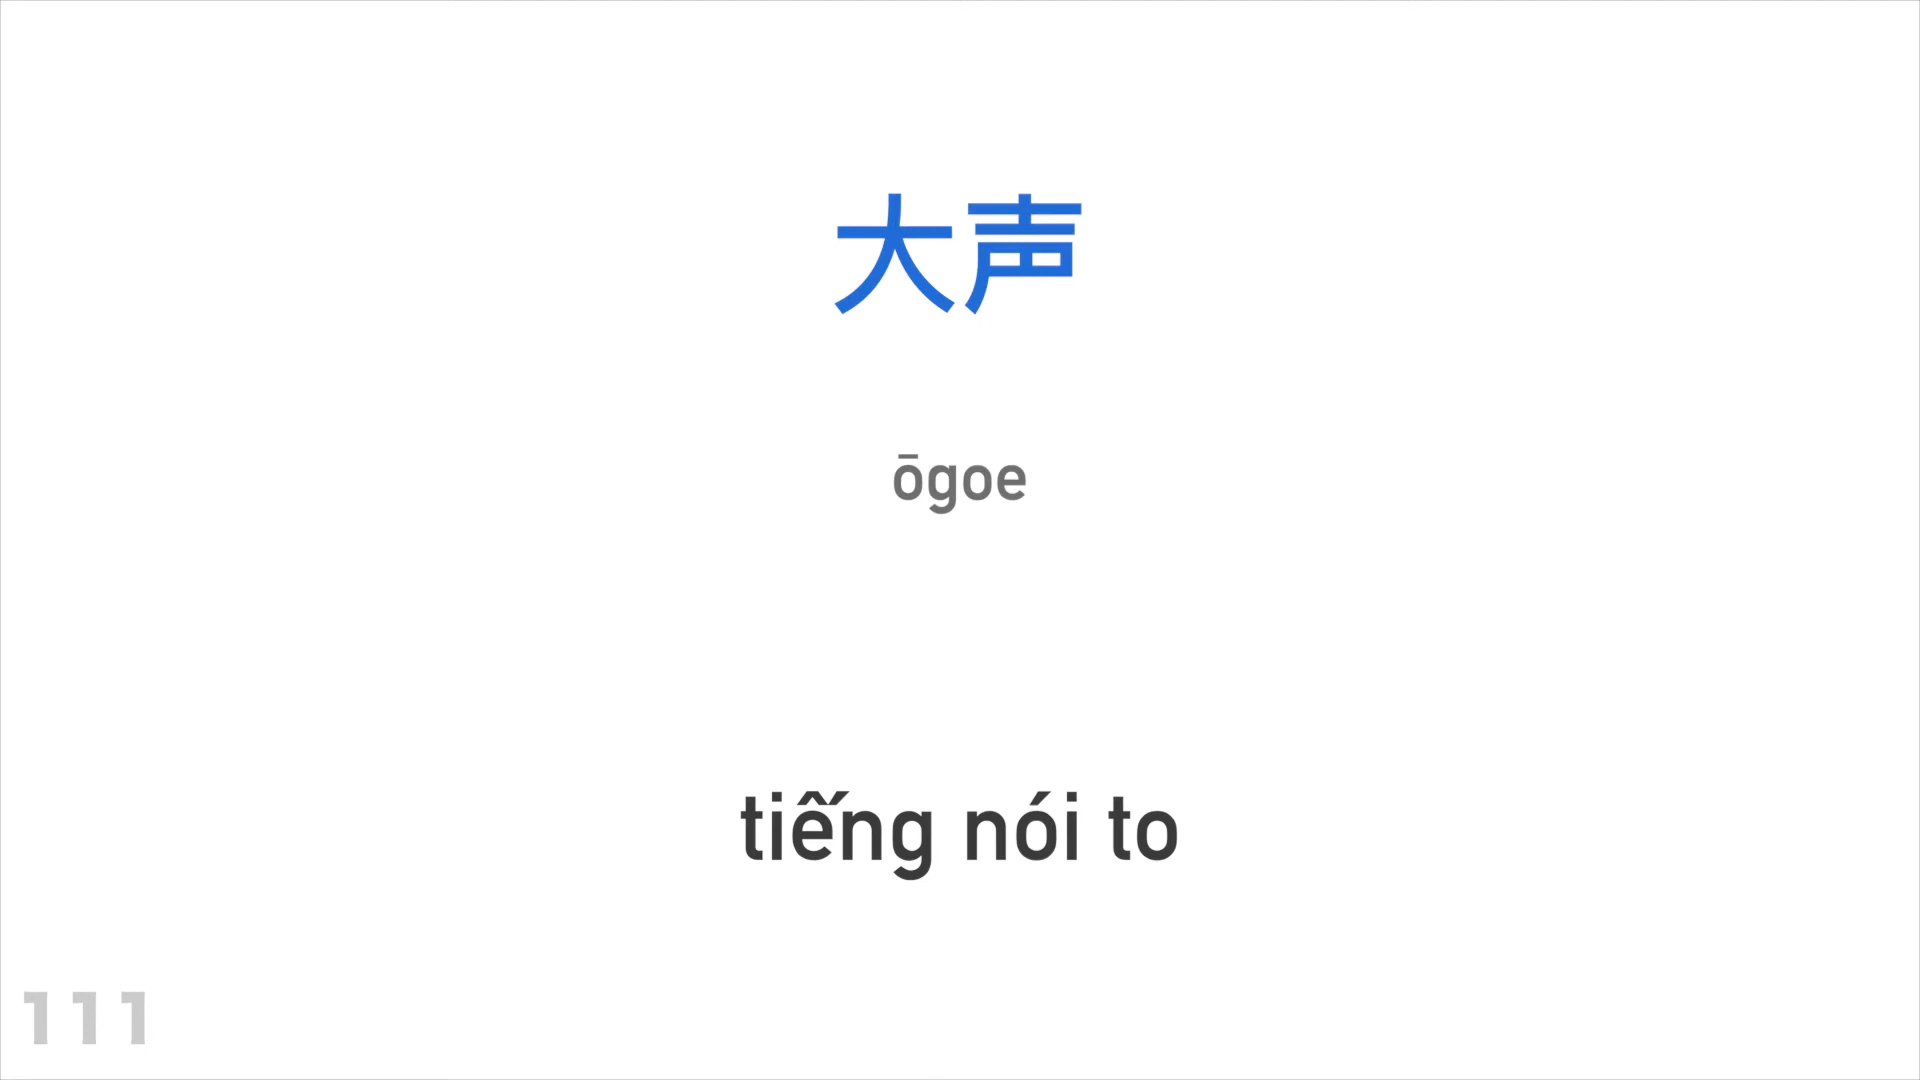 大声
ōgoe
tiếng nói to
111